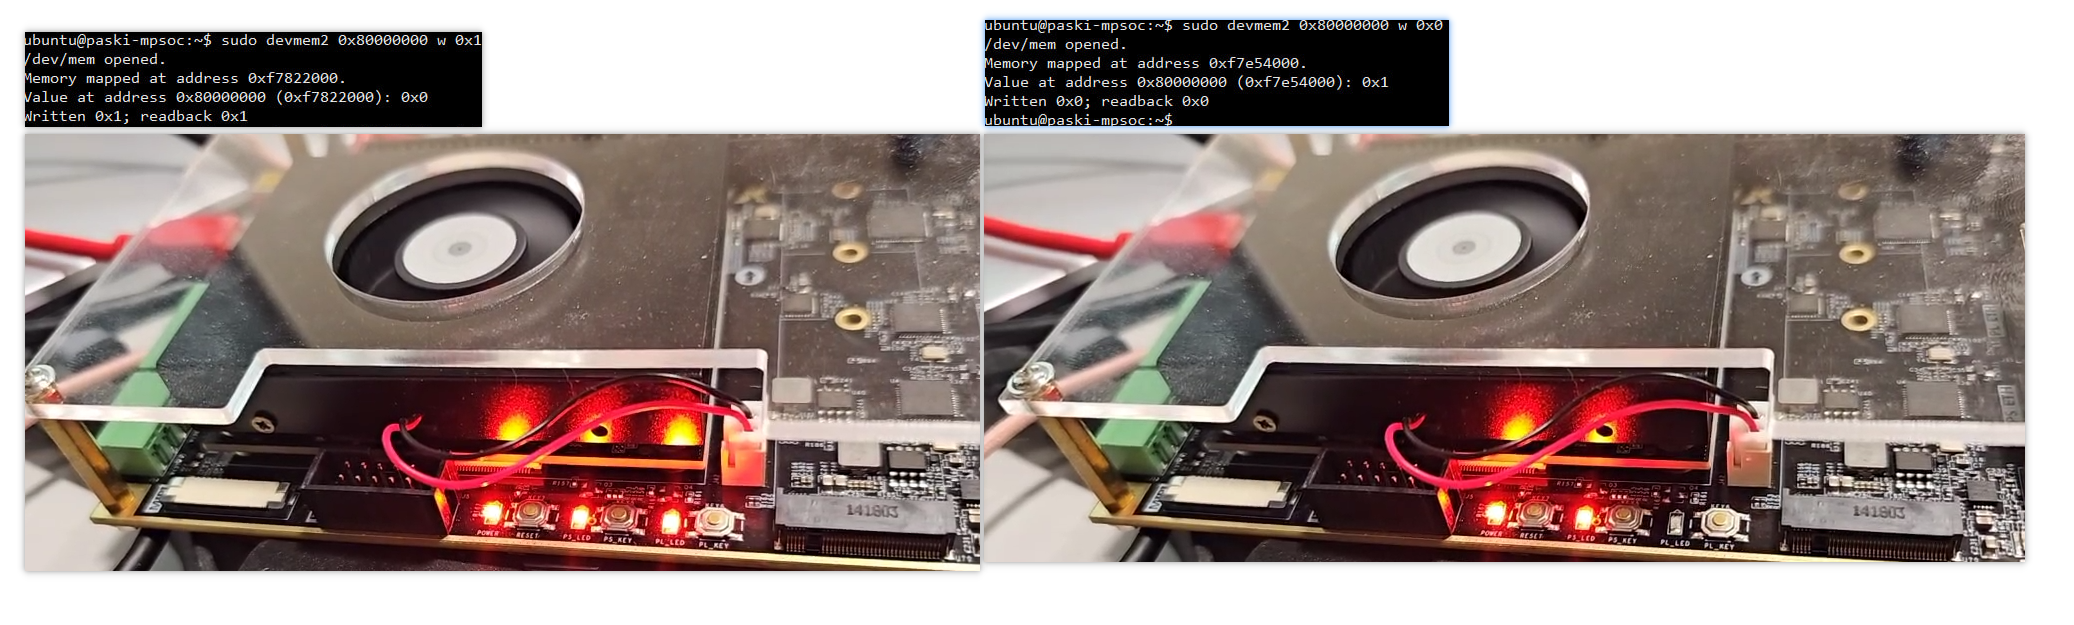 ubuntu@paski-mpsoc:~$ sudo devmem2 0x80000000 w 0x1
/dev/mem opened.
Memory mapped at address 0xf7822000.
Value at address 0x80000000 (0xf7822000): 0x0
Written 0x1; readback 0x1
ubuntu@paski-mpsoc:~$ sudo devmem2 0x80000000 w 0x0
/dev/mem opened.
Memory mapped at address 0xf7e54000.
Value at address 0x80000000 (0xf7e54000): 0x1
Written 0x0; readback 0x0
ubuntu@paski-mpsoc:~$
141803
POWER RESET PS_LED PS_KEY PL_LED PL_KEY
141803
POWER RESET PS_LED PS_KEY PL_LED PL_KEY